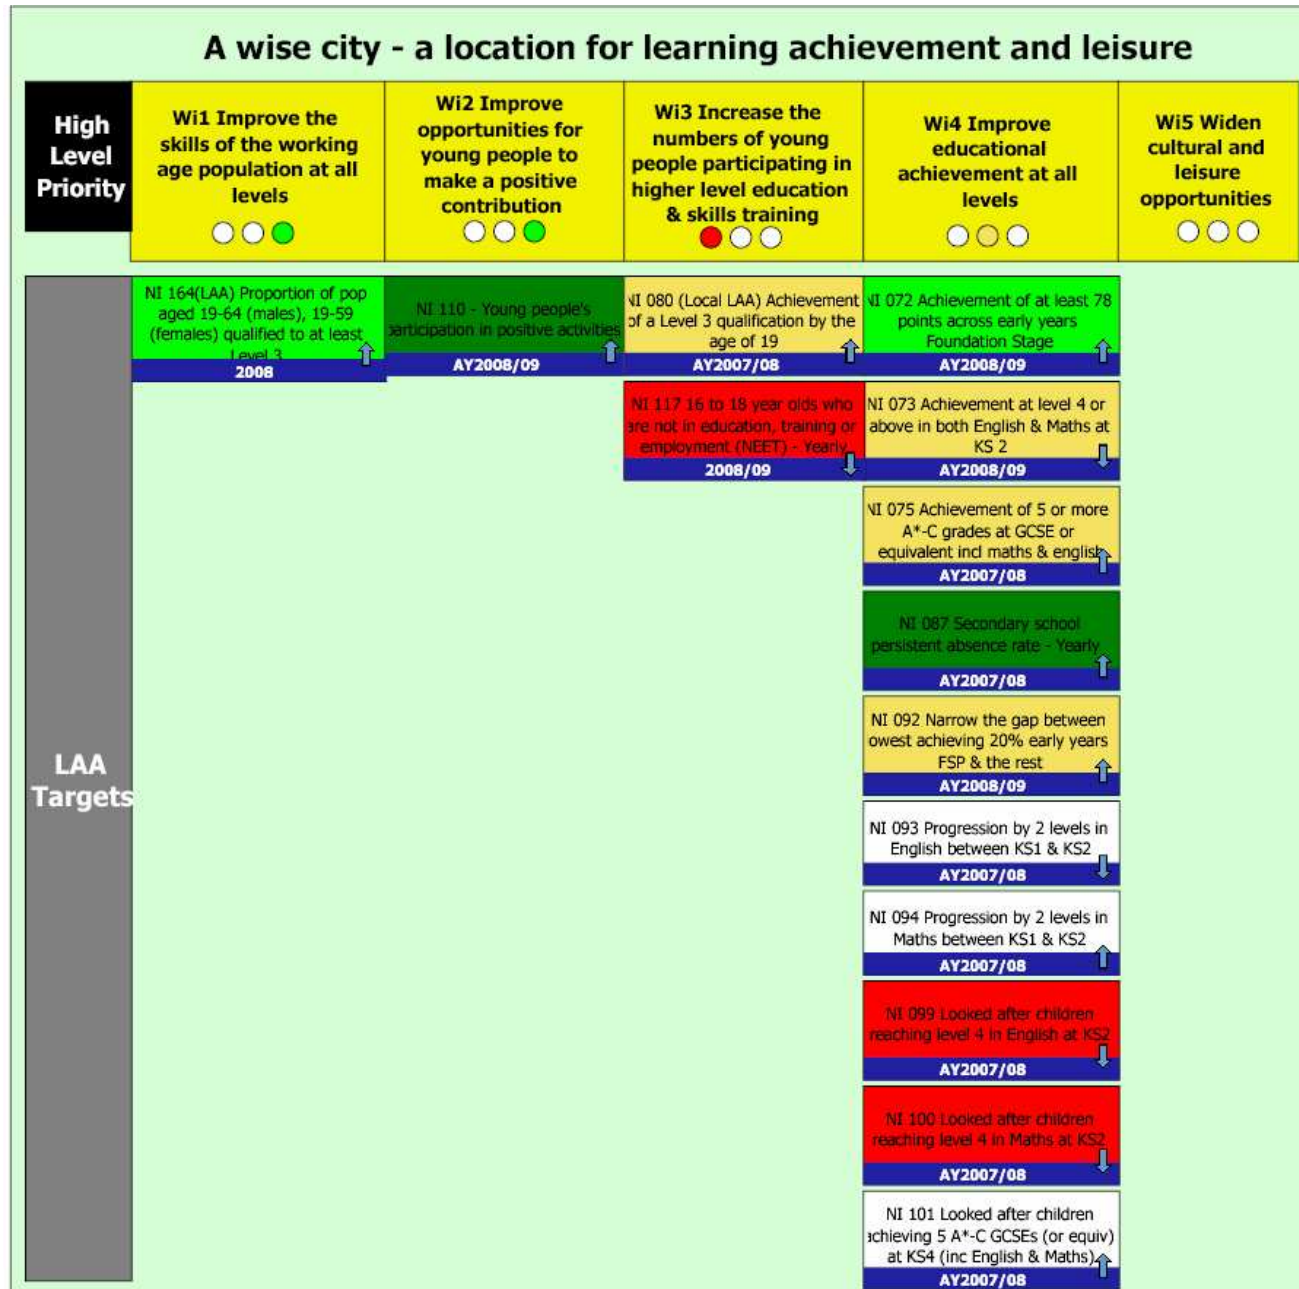 A wise city - a location for learning achievement and leisure
High
Level
Priority
Wi1 Improve the
skills of the working
age population at all
levels
Wi2 Improve
opportunities for
young people to
make a positive
contribution
Wi3 Increase the
numbers of young
people participating in
higher level education
& skills training
Wi4 Improve
educational
achievement at all
levels
Wi5 Widen
cultural and
leisure
opportunities
LAA
Targets
NI 164(LAA) Proportion of pop
aged 19-64 (males), 19-59
(females) qualified to at least
Level 3
2008
NI 110 - Young people's
participation in positive activities
AY2008/09
NI 080 (Local LAA) Achievement
of a Level 3 qualification by the
age of 19
AY2007/08
NI 117 16 to 18 year olds who
are not in education, training or
employment (NEET) - Yearly
2008/09
NI 072 Achievement of at least 78
points across early years
Foundation Stage
AY2008/09
NI 073 Achievement at level 4 or
above in both English & Maths at
KS 2
AY2008/09
NI 075 Achievement of 5 or more
A*-C grades at GCSE or
equivalent incl maths & english
AY2007/08
NI 087 Secondary school
persistent absence rate - Yearly
AY2007/08
NI 092 Narrow the gap between
lowest achieving 20% early years
FSP & the rest
AY2008/09
NI 093 Progression by 2 levels in
English between KS1 & KS2
AY2007/08
NI 094 Progression by 2 levels in
Maths between KS1 & KS2
AY2007/08
NI 099 Looked after children
reaching level 4 in English at KS2
AY2007/08
NI 100 Looked after children
reaching level 4 in Maths at KS2
AY2007/08
NI 101 Looked after children
achieving 5 A*-C GCSEs (or equiv)
at KS4 (inc English & Maths)
AY2007/08